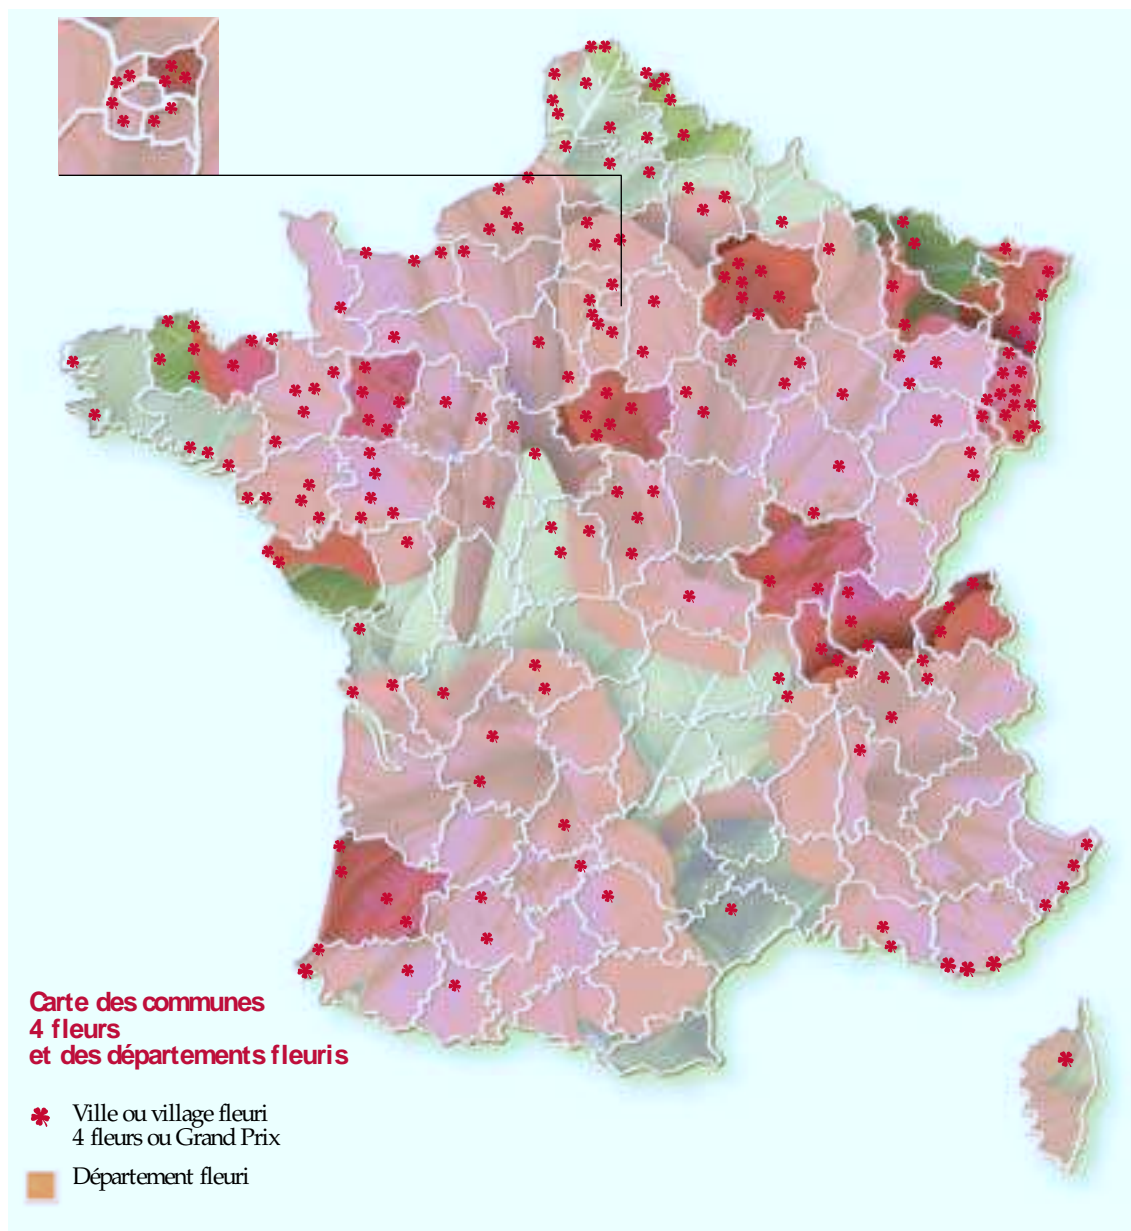 Carte des communes
4 fleurs
et des départements fleuris
Ville ou village fleuri
4 fleurs ou Grand Prix
Département fleuri